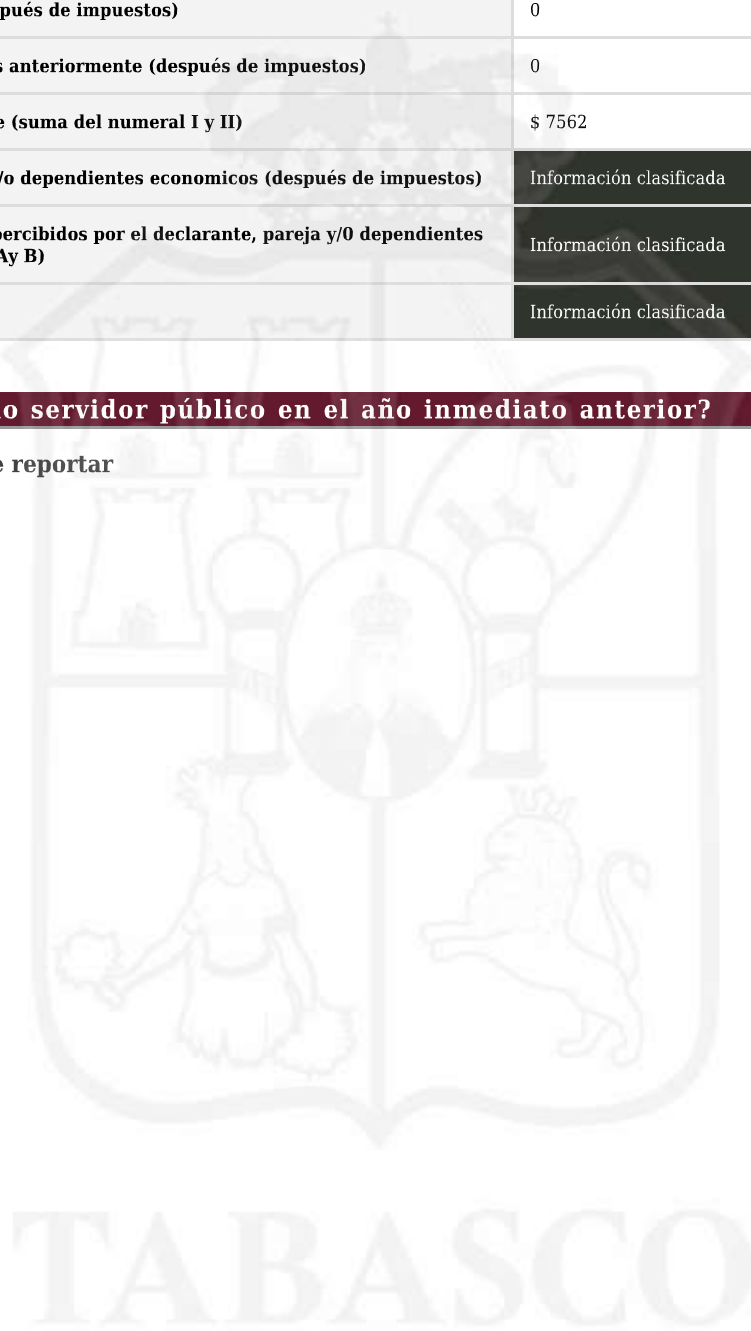 pués de impuestos)
0
s anteriormente (después de impuestos)
0
e (suma del numeral I y II)
$ 7562
/o dependientes economicos (después de impuestos)
Información clasificada
percibidos por el declarante, pareja y/0 dependientes
Ay B)
Información clasificada
Información clasificada
o servidor público en el año inmediato anterior?
e reportar
TABASCO